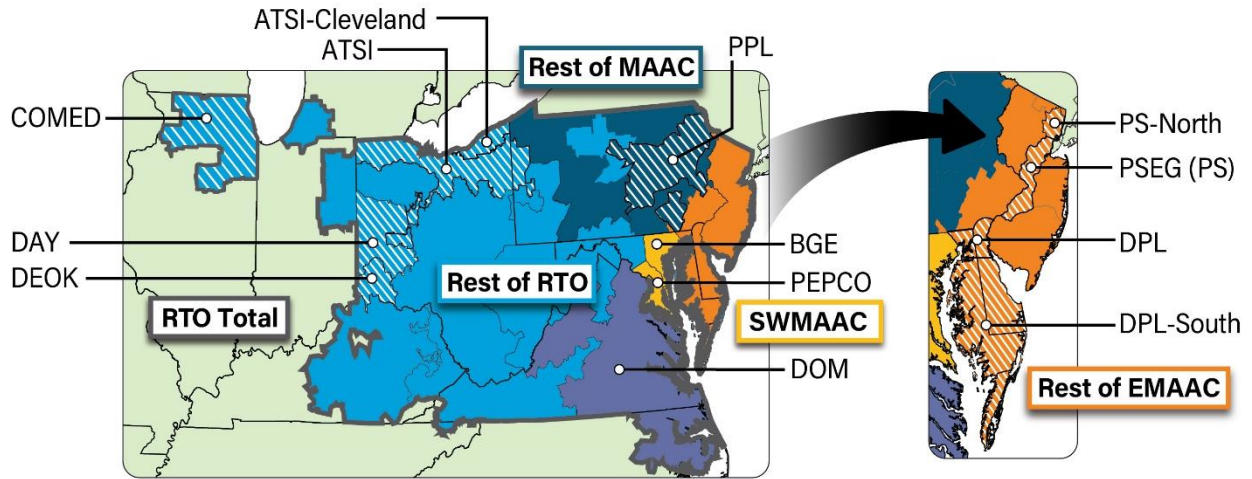 ATSI-Cleveland
ATSI
Rest of MAAC
PPL
COMED
DAY
DEOK
RTO Total
Rest of RTO
BGE
PEPCO
SWMAAC
DOM
PS-North
PSEG (PS)
DPL
DPL-South
Rest of EMAAC